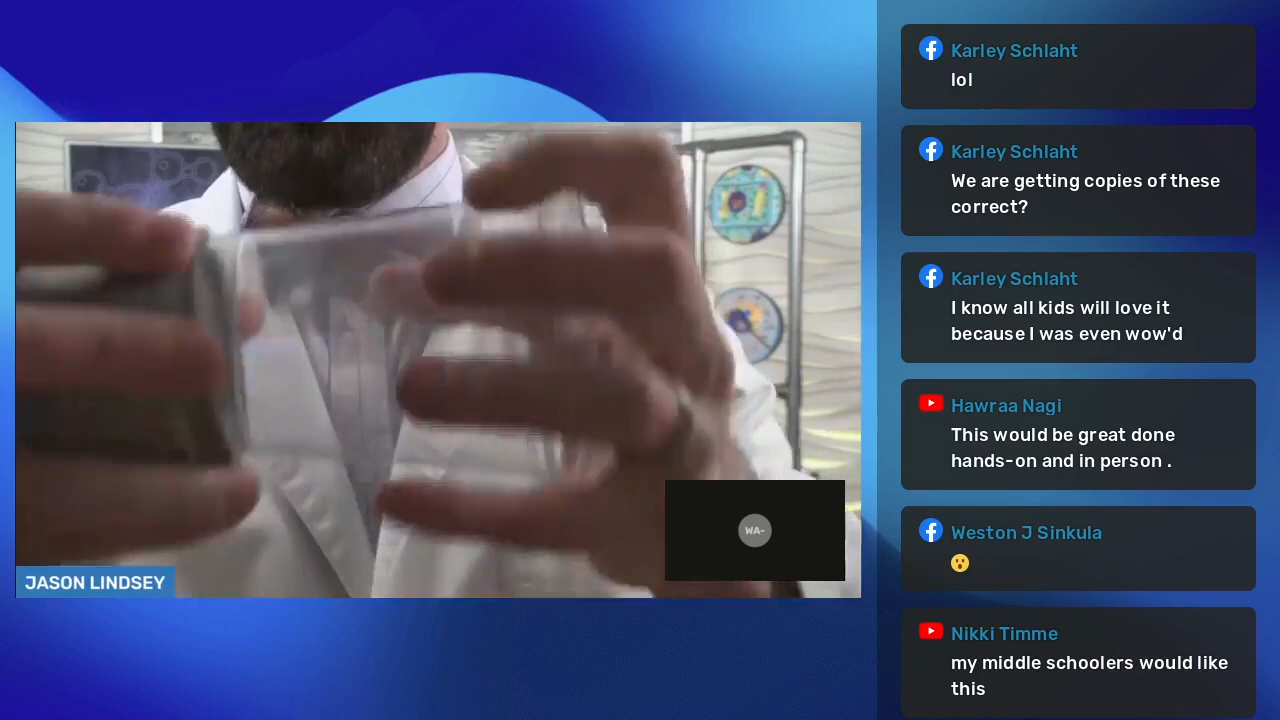 Karley Schlaht
lol
Karley Schlaht
We are getting copies of these
correct?
Karley Schlaht
I know all kids will love it
because I was even wow'd
Hawraa Nagi
This would be great done
hands-on and in person .
Weston J Sinkula
😮
Nikki Timme
my middle schoolers would like
this
WA-
JASON LINDSEY